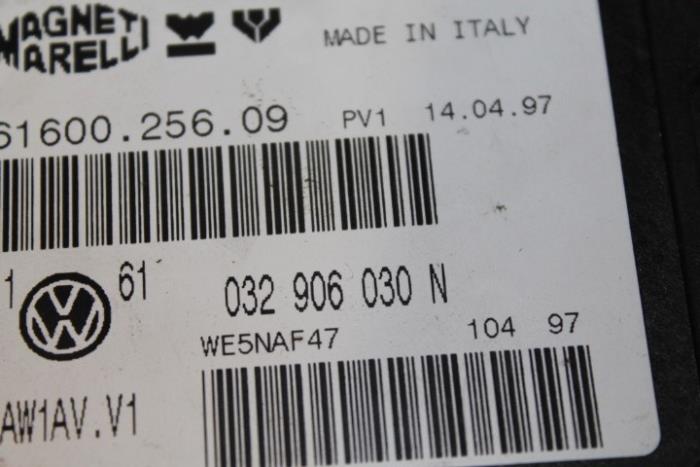 MAGNETI
MARELLI
MADE IN ITALY
61600.256.09 PV1 14.04.97
1 61 032 906 030 N
WE5NAF47 104 97
AW1AV.V1